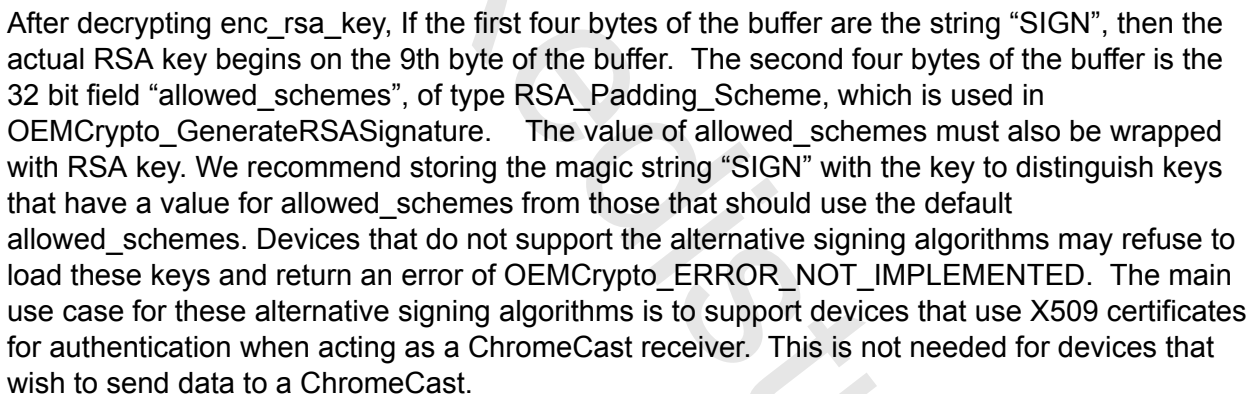 After decrypting enc_rsa_key, If the first four bytes of the buffer are the string “SIGN”, then the
actual RSA key begins on the 9th byte of the buffer.  The second four bytes of the buffer is the
32 bit field “allowed_schemes”, of type RSA_Padding_Scheme, which is used in
OEMCrypto_GenerateRSASignature.    The value of allowed_schemes must also be wrapped
with RSA key. We recommend storing the magic string “SIGN” with the key to distinguish keys
that have a value for allowed_schemes from those that should use the default
allowed_schemes. Devices that do not support the alternative signing algorithms may refuse to
load these keys and return an error of OEMCrypto_ERROR_NOT_IMPLEMENTED.  The main
use case for these alternative signing algorithms is to support devices that use X509 certificates
for authentication when acting as a ChromeCast receiver.  This is not needed for devices that
wish to send data to a ChromeCast.